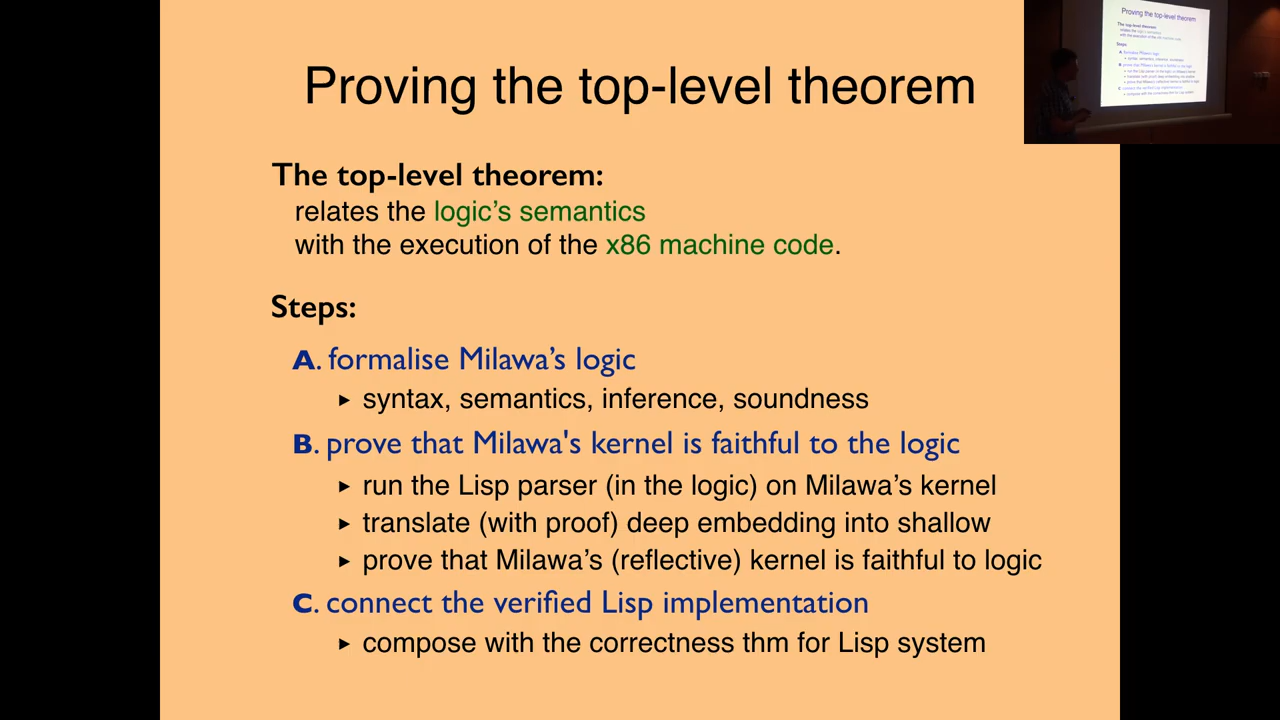 Proving the top-level theorem
The top-level theorem:
relates the logic's semantics
with the execution of the x86 machine code.
Steps:
A. formalise Milawa's logic
▸ syntax, semantics, inference, soundness
B. prove that Milawa's kernel is faithful to the logic
▸ run the Lisp parser (in the logic) on Milawa's kernel
▸ translate (with proof) deep embedding into shallow
▸ prove that Milawa's (reflective) kernel is faithful to logic
C. connect the verified Lisp implementation
▸ compose with the correctness thm for Lisp system
Proving the top-level theorem
The top-level theorem: